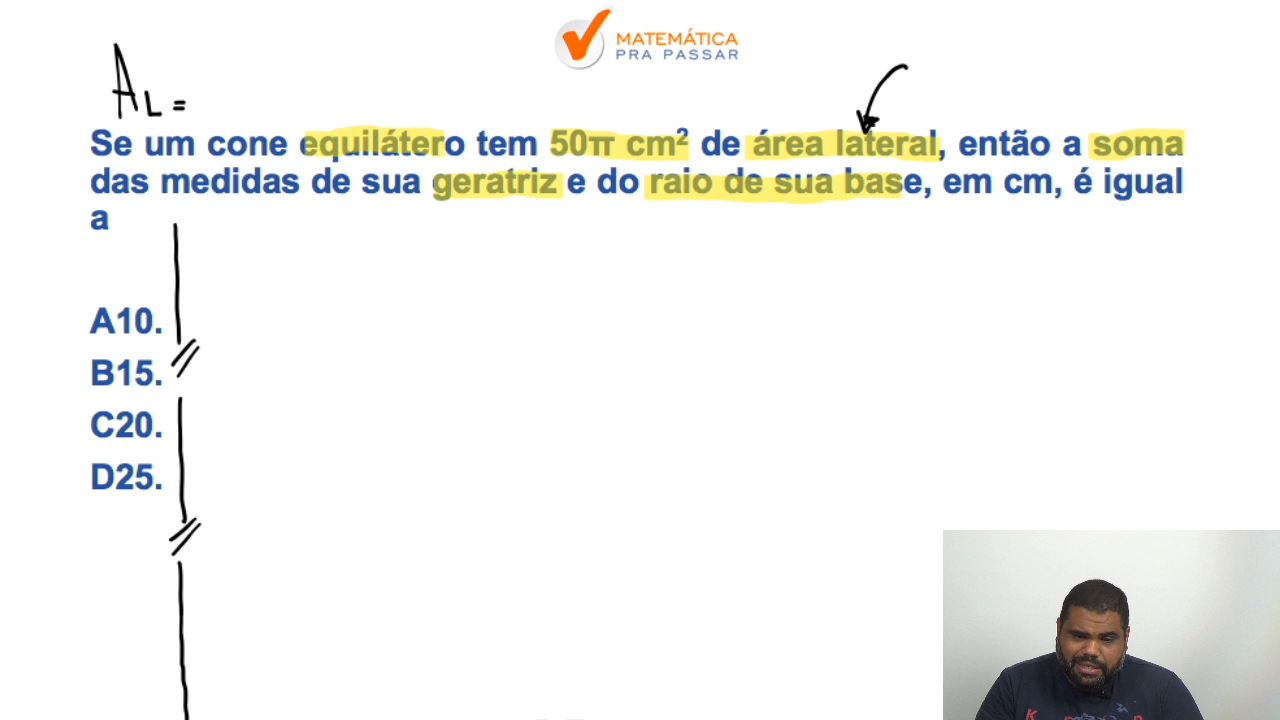 MATEMÁTICA
PRA PASSAR
AL =
Se um cone equilátero tem 50π cm² de área lateral, então a soma
das medidas de sua geratriz e do raio de sua base, em cm, é igual
a
A10.
B15.
C20.
D25.